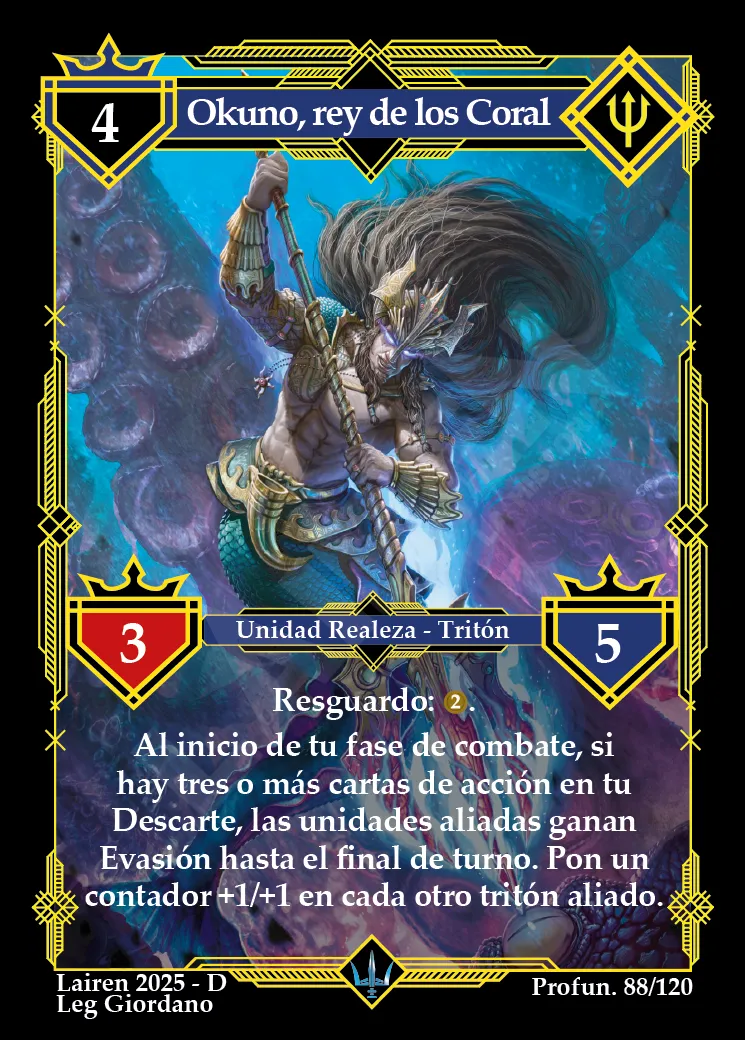 4
Okuno, rey de los Coral
3
Unidad Realeza - Tritón
5
Resguardo: 2.
Al inicio de tu fase de combate, si
hay tres o más cartas de acción en tu
Descarte, las unidades aliadas ganan
Evasión hasta el final de turno. Pon un
contador +1/+1 en cada otro tritón aliado.
Lairen 2025 - D
Leg Giordano
Profun. 88/120